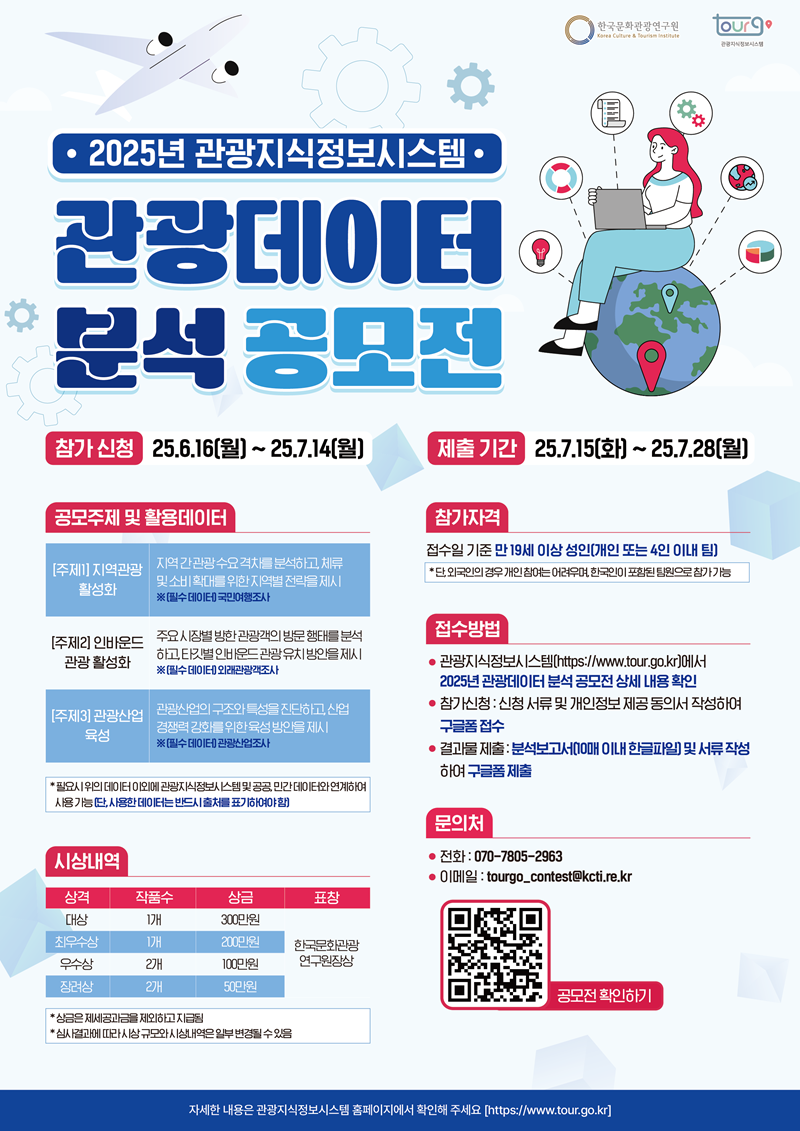 한국문화관광연구원
Korea Culture & Tourism Institute
tourgo
관광지식정보시스템
· 2025년 관광지식정보시스템 ·
관광데이터
분석 공모전
참가 신청 25.6.16(월) ~ 25.7.14(월)
제출 기간 25.7.15(화) ~ 25.7.28(월)
공모주제 및 활용데이터
[주제1] 지역관광
활성화
지역 간 관광 수요 격차를 분석하고, 체류
및 소비 확대를 위한 지역별 전략을 제시
※ (필수 데이터) 국민여행조사
[주제2] 인바운드
관광 활성화
주요 시장별 방한 관광객의 방문 행태를 분석
하고, 타깃별 인바운드 관광 유치 방안을 제시
※ (필수 데이터) 외래관광객조사
[주제3] 관광산업
육성
관광산업의 구조와 특성을 진단하고, 산업
경쟁력 강화를 위한 육성 방안을 제시
※ (필수 데이터) 관광산업조사
* 필요시 위의 데이터 이외에 관광지식정보시스템 및 공공, 민간 데이터와 연계하여
사용 가능 (단, 사용한 데이터는 반드시 출처를 표기하여야 함)
시상내역
상격 작품수 상금 표창
대상 1개 300만원
최우수상 1개 200만원
우수상 2개 100만원
장려상 2개 50만원
한국문화관광
연구원장상
* 상금은 제세공과금을 제외하고 지급됨
* 심사결과에 따라 시상 규모와 시상내역은 일부 변경될 수 있음
참가자격
접수일 기준 만 19세 이상 성인(개인 또는 4인 이내 팀)
* 단, 외국인의 경우 개인 참여는 어려우며, 한국인이 포함된 팀원으로 참가 가능
접수방법
● 관광지식정보시스템(https://www.tour.go.kr)에서
2025년 관광데이터 분석 공모전 상세 내용 확인
● 참가신청 : 신청 서류 및 개인정보 제공 동의서 작성하여
구글폼 접수
● 결과물 제출 : 분석보고서(10매 이내 한글파일) 및 서류 작성
하여 구글폼 제출
문의처
● 전화 : 070-7805-2963
● 이메일 : tourgo_contest@kcti.re.kr
공모전 확인하기
자세한 내용은 관광지식정보시스템 홈페이지에서 확인해 주세요 [https://www.tour.go.kr]